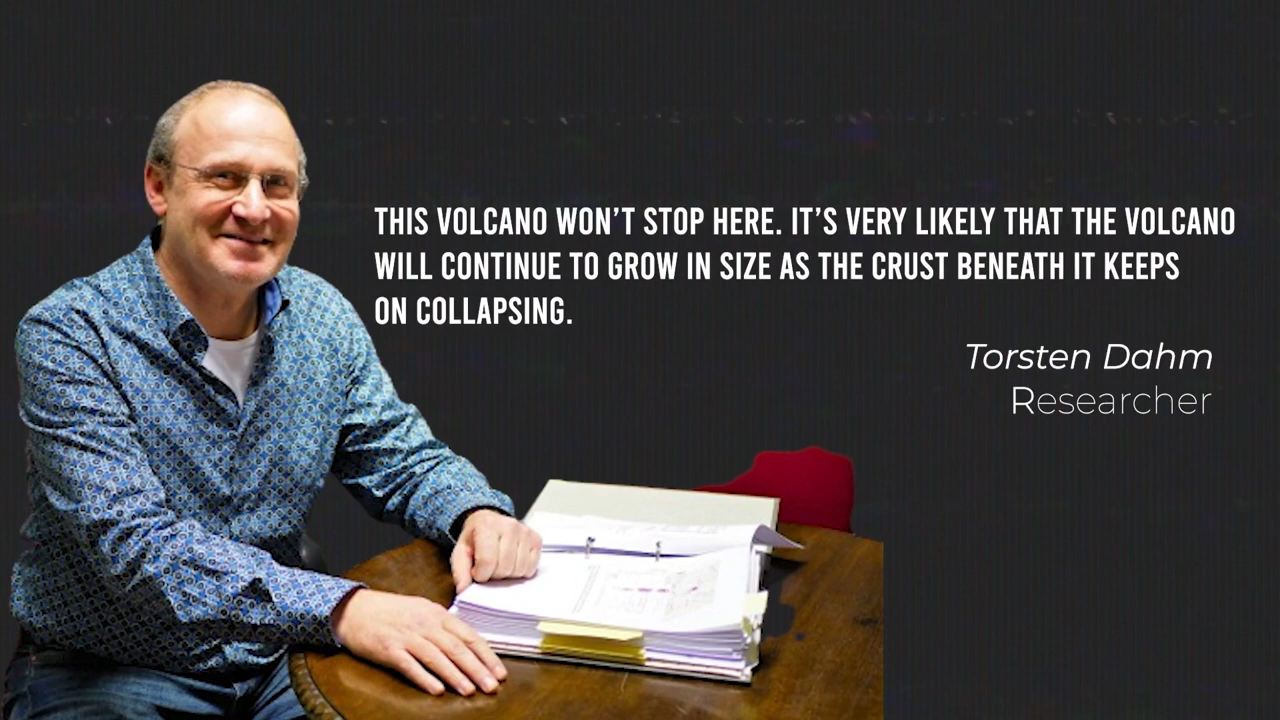 THIS VOLCANO WON'T STOP HERE. IT'S VERY LIKELY THAT THE VOLCANO
WILL CONTINUE TO GROW IN SIZE AS THE CRUST BENEATH IT KEEPS
ON COLLAPSING.
Torsten Dahm
Researcher